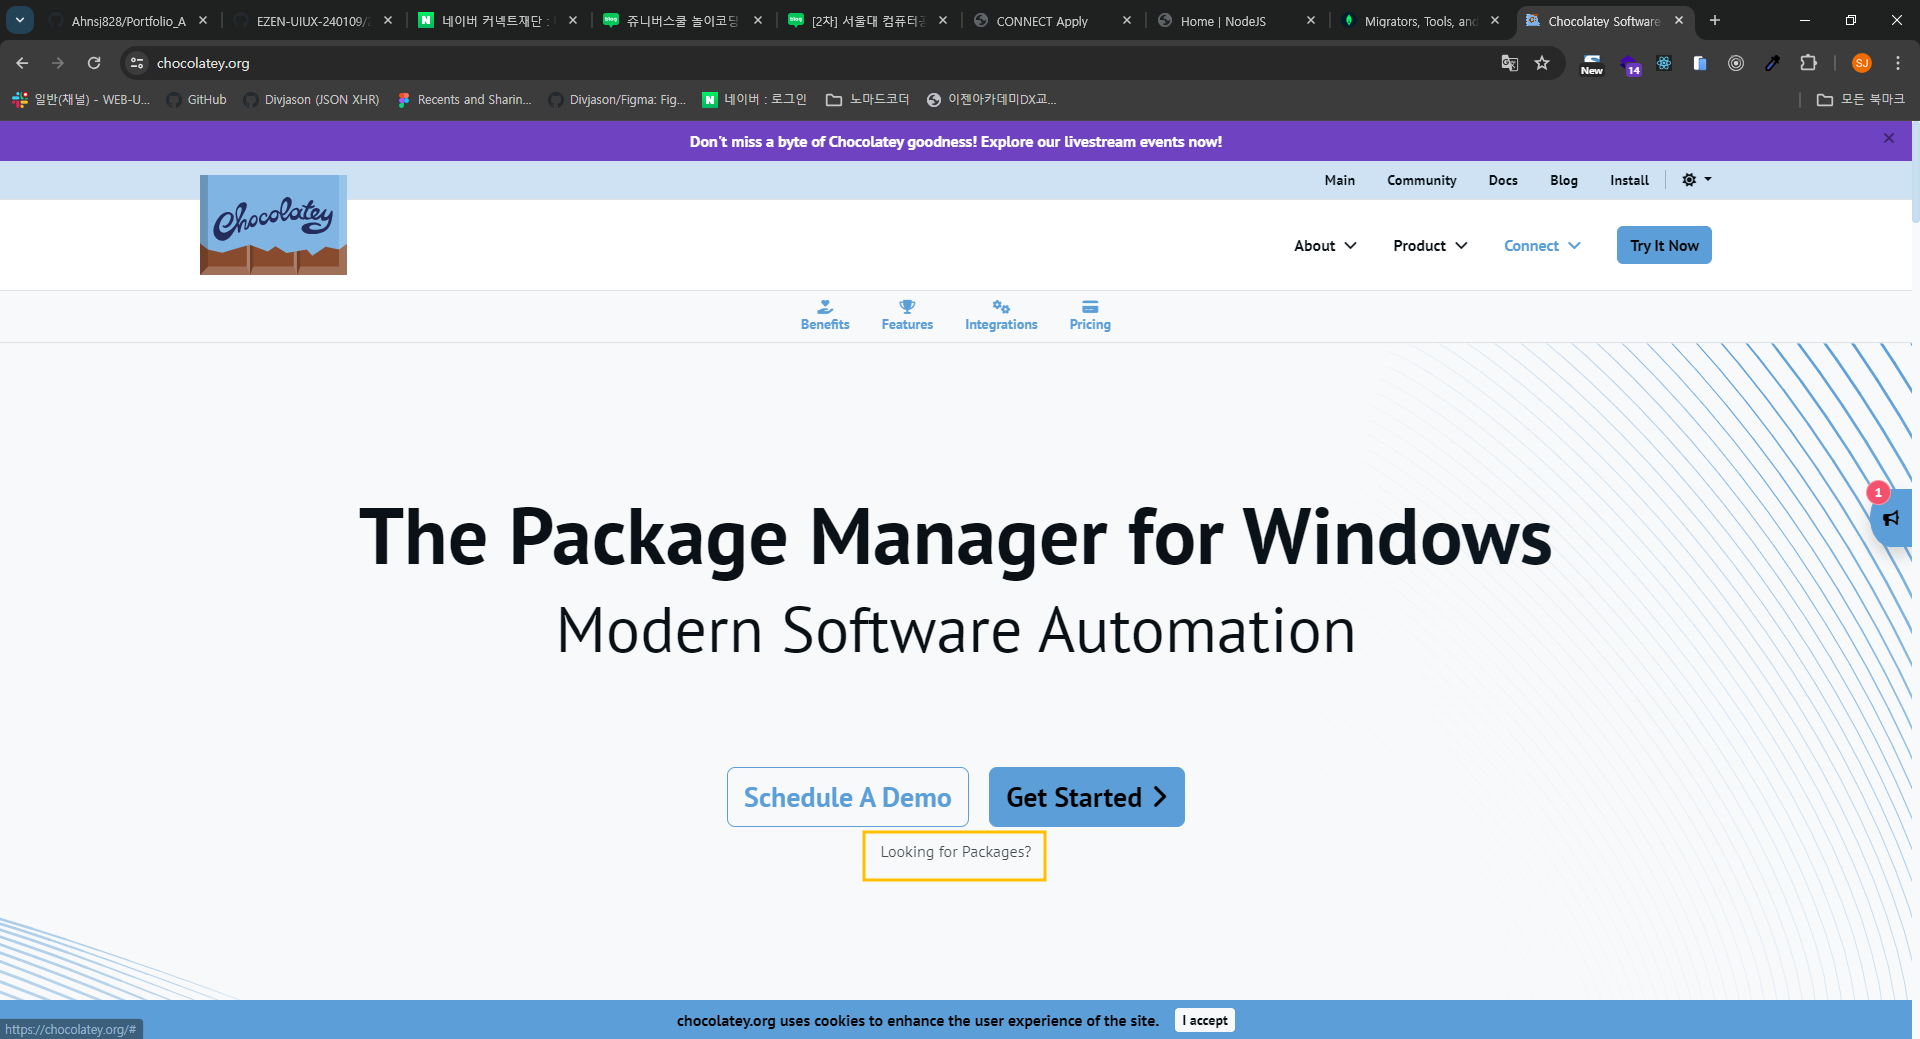 Ahnsj828/Portfolio_A
EZEN-UIUX-240109/2
네이버 커넥트재단 :
쥬니버스쿨 놀이코딩
[2차] 서울대 컴퓨터공
CONNECT Apply
Home | NodeJS
Migrators, Tools, and
Chocolatey Software
chocolatey.org
New
14
SJ
일반(채널) - WEB-U...
GitHub
Divjason (JSON XHR)
Recents and Sharin...
Divjason/Figma: Fig...
네이버 : 로그인
노마드코더
이젠아카데미DX교...
모든 북마크
Don't miss a byte of Chocolatey goodness! Explore our livestream events now!
Main
Community
Docs
Blog
Install
Chocolatey
About
Product
Connect
Try It Now
Benefits
Features
Integrations
Pricing
1
The Package Manager for Windows
Modern Software Automation
Schedule A Demo
Get Started
Looking for Packages?
chocolatey.org uses cookies to enhance the user experience of the site.
I accept
https://chocolatey.org/#